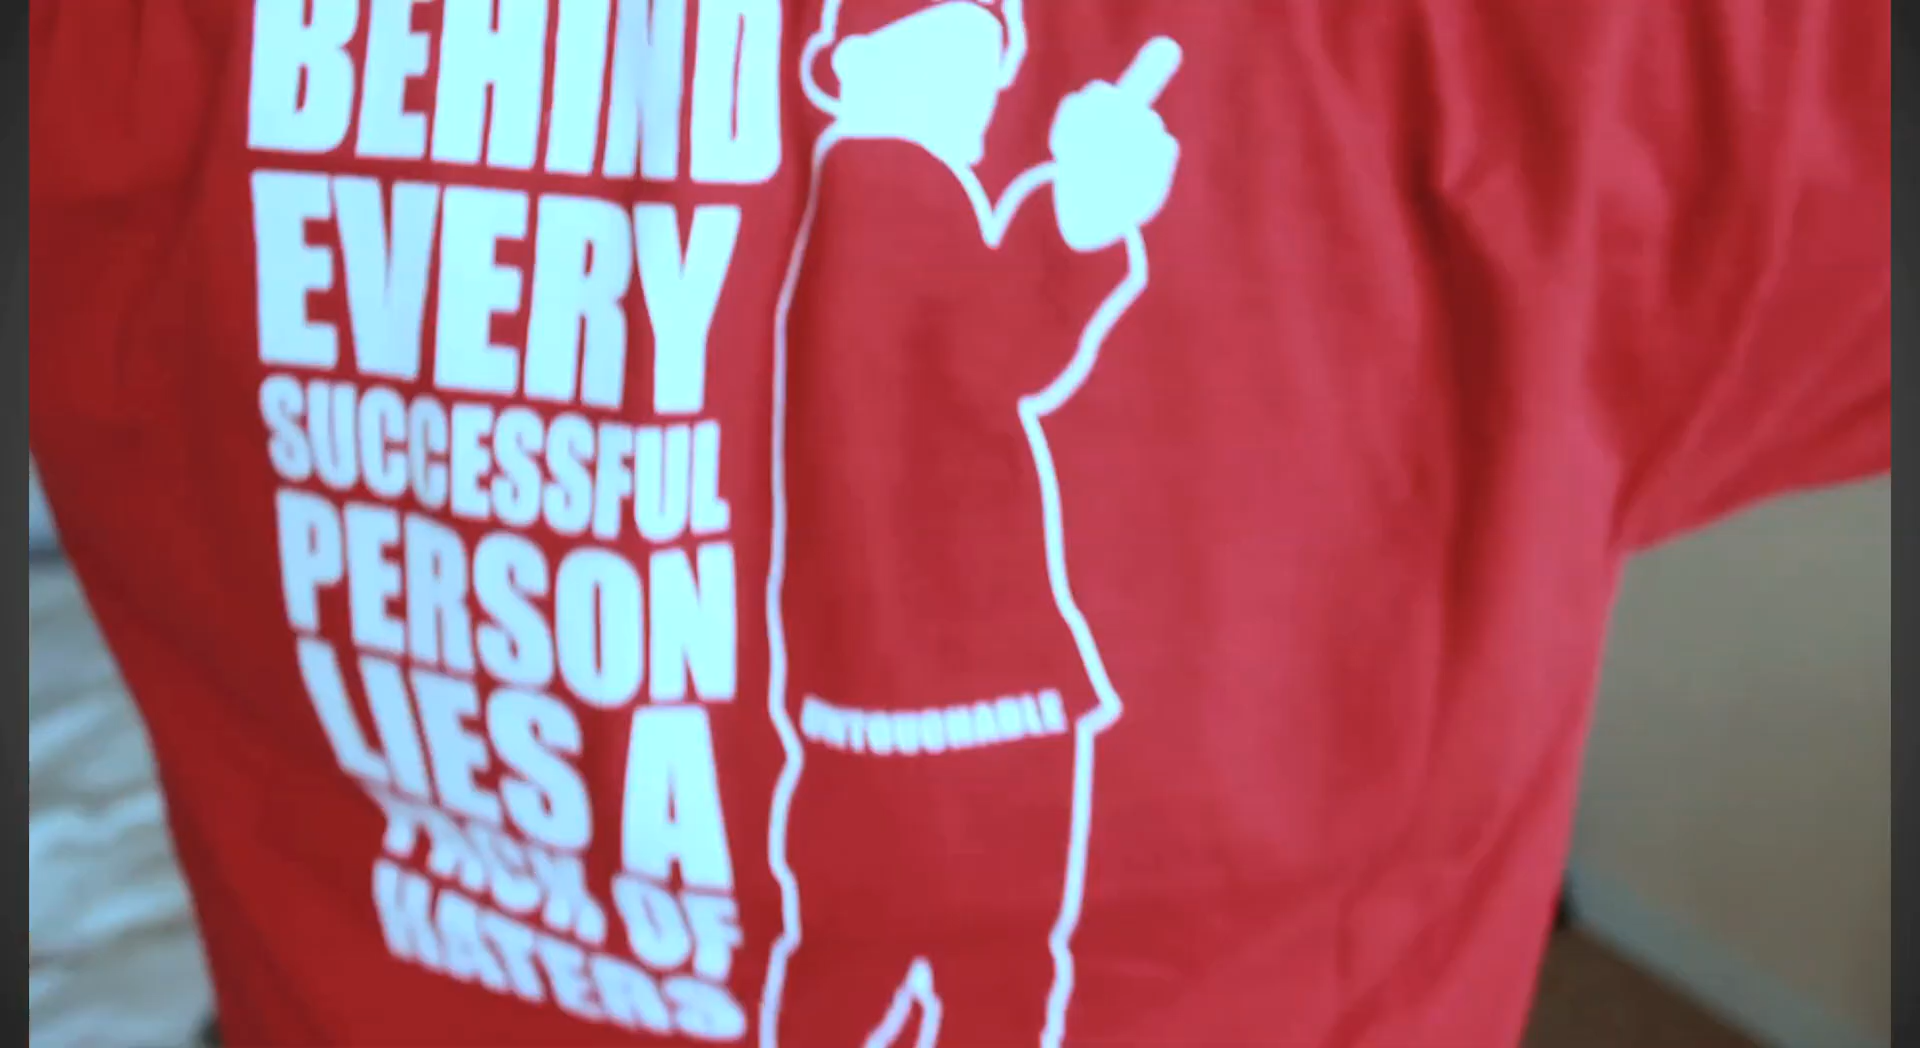 BEHIND
EVERY
SUCCESSFUL
PERSON
LIES A
PACK OF
HATERS
UNTOUCHABLE